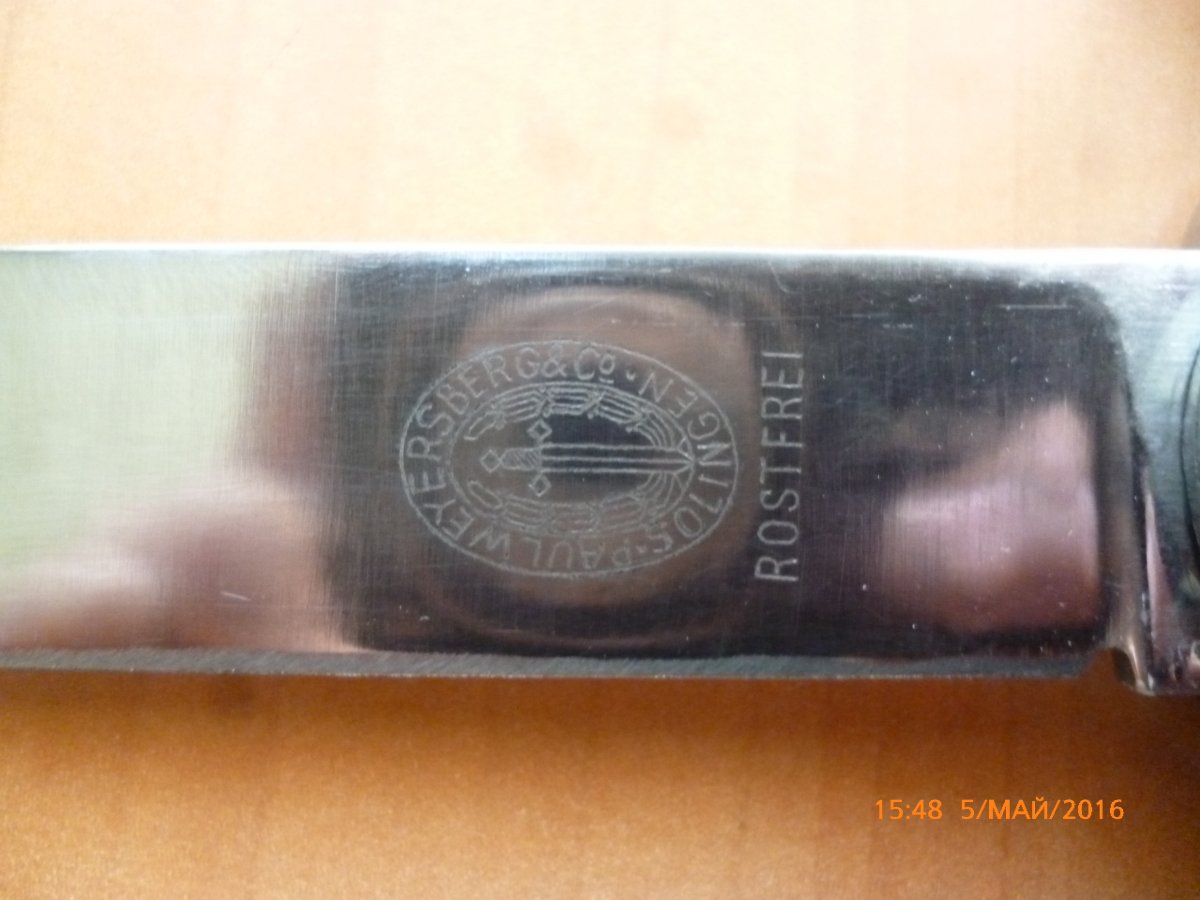 PAUL WEYERSBERG & Cº · SOLINGEN ·
ROSTFREI
15:48 5/МАЙ/2016